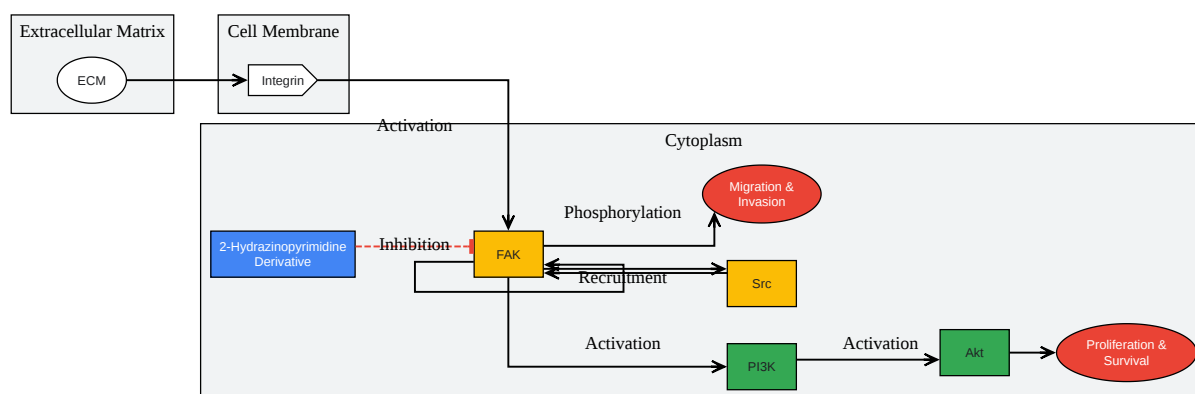 Extracellular Matrix
Cell Membrane
ECM
Integrin
Activation
Cytoplasm
Migration &
Invasion
Phosphorylation
2-Hydrazinopyrimidine
Derivative
Inhibition
FAK
Recruitment
Src
Activation
PI3K
Activation
Akt
Proliferation &
Survival